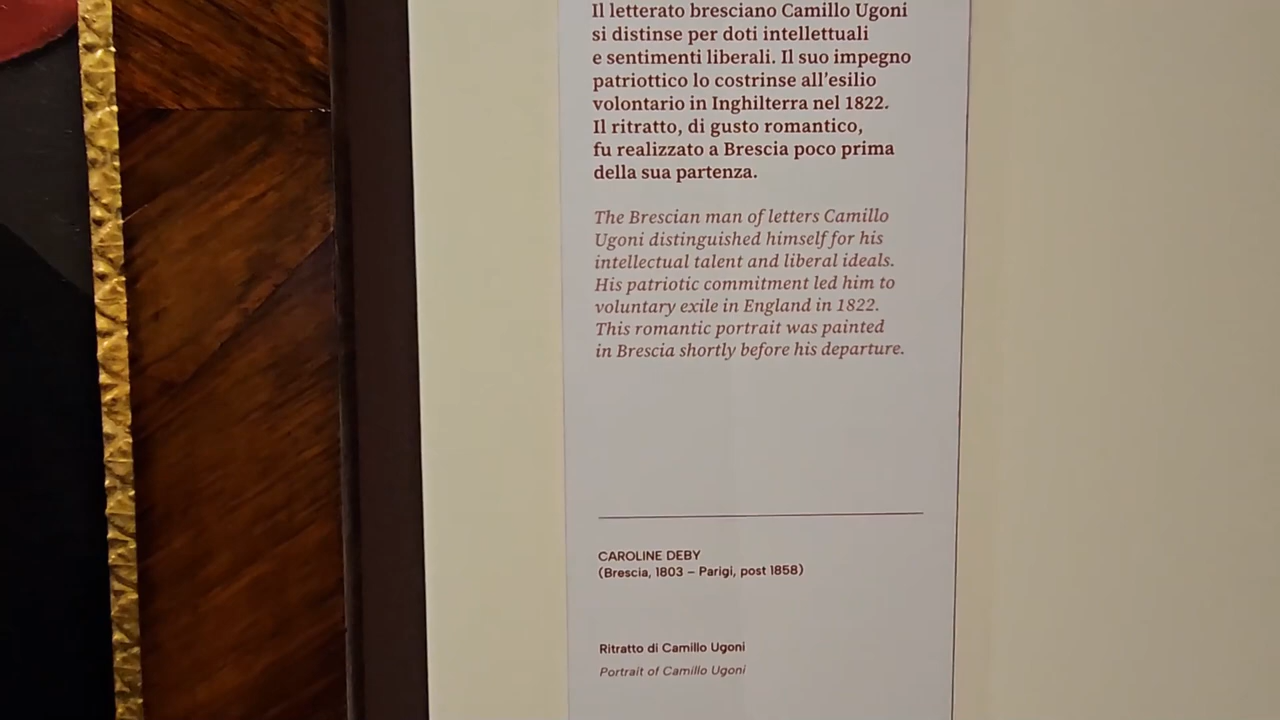 Il letterato bresciano Camillo Ugoni
si distinse per doti intellettuali
e sentimenti liberali. Il suo impegno
patriottico lo costrinse all’esilio
volontario in Inghilterra nel 1822.
Il ritratto, di gusto romantico,
fu realizzato a Brescia poco prima
della sua partenza.
The Brescian man of letters Camillo
Ugoni distinguished himself for his
intellectual talent and liberal ideals.
His patriotic commitment led him to
voluntary exile in England in 1822.
This romantic portrait was painted
in Brescia shortly before his departure.
CAROLINE DEBY
(Brescia, 1803 – Parigi, post 1858)
Ritratto di Camillo Ugoni
Portrait of Camillo Ugoni